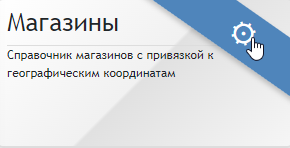 Магазины
Справочник магазинов с привязкой к
географическим координатам